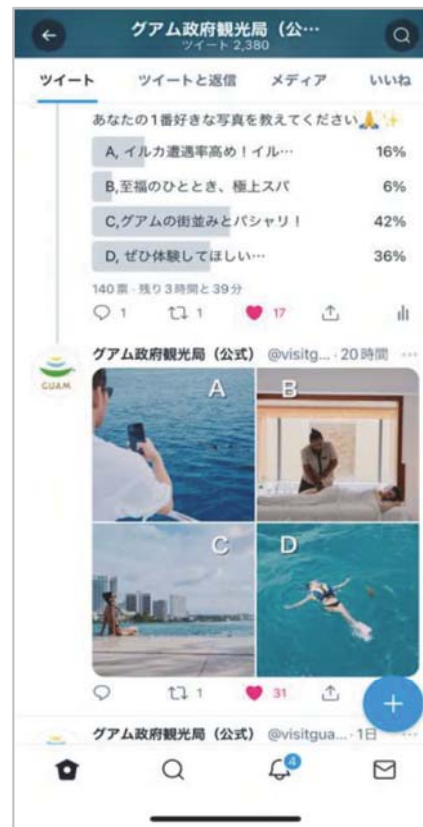 グアム政府観光局（公…
ツイート 2,380
ツイート ツイートと返信 メディア いいね
あなたの1番好きな写真を教えてください🙏✨
A, イルカ遭遇率高め！イル… 16%
B,至福のひととき、極上スパ 6%
C,グアムの街並みとパシャリ！ 42%
D, ぜひ体験してほしい… 36%
140票・残り3時間と39分
1 1 17
グアム政府観光局（公式） @visitg...・20時間
GUAM
A B
C D
1 31
グアム政府観光局（公式） @visitgua...・1日
4